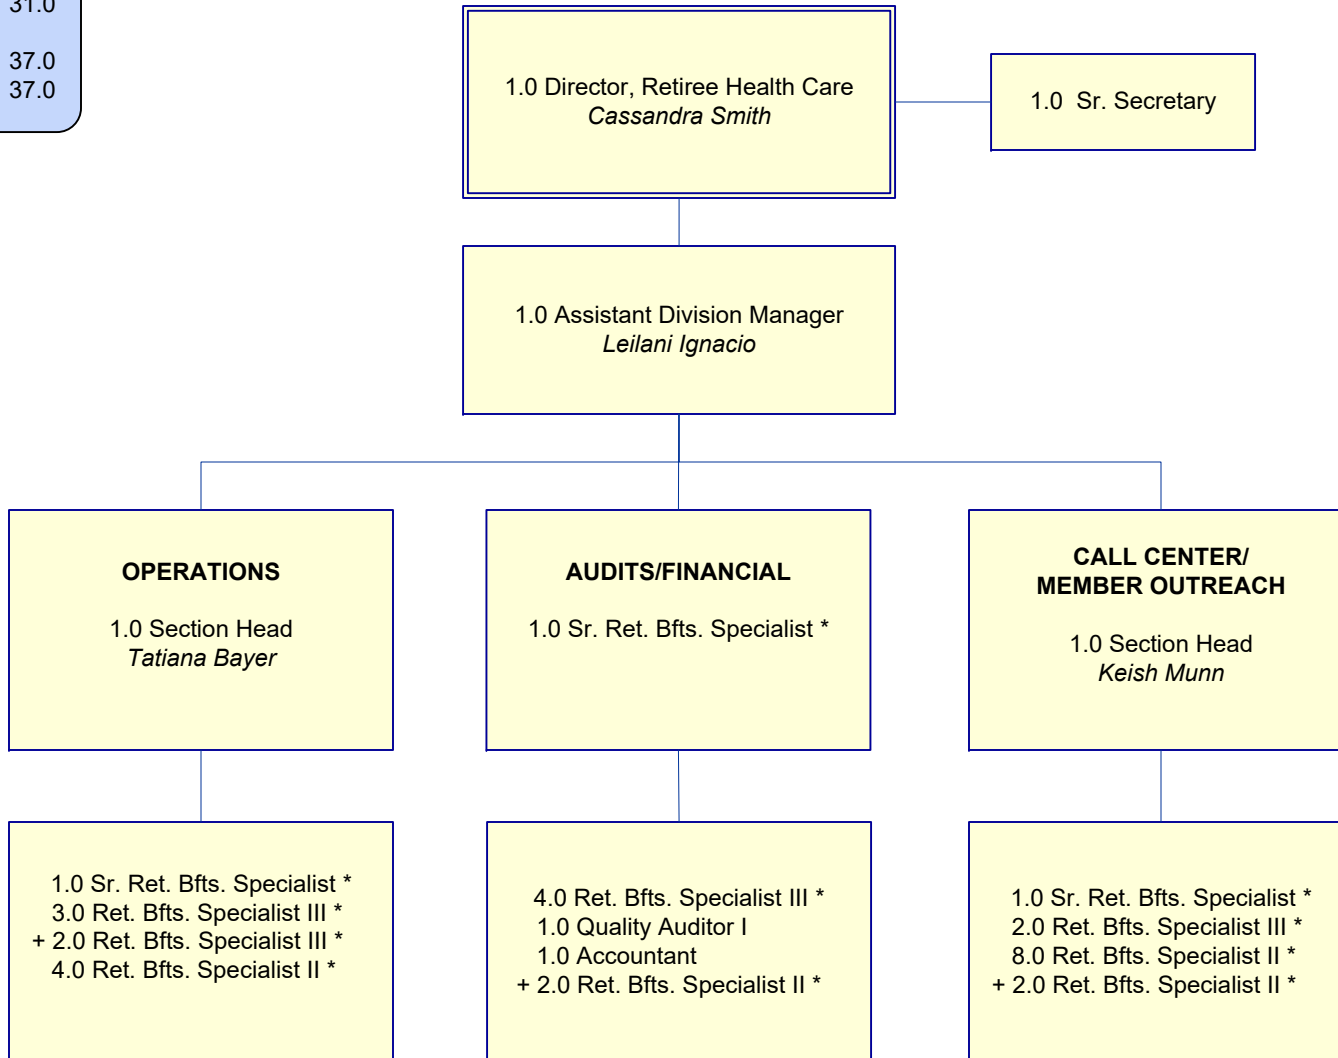 31.0
37.0
37.0
1.0 Director, Retiree Health Care
Cassandra Smith
1.0 Sr. Secretary
1.0 Assistant Division Manager
Leilani Ignacio
OPERATIONS
1.0 Section Head
Tatiana Bayer
AUDITS/FINANCIAL
1.0 Sr. Ret. Bfts. Specialist *
CALL CENTER/
MEMBER OUTREACH
1.0 Section Head
Keish Munn
1.0 Sr. Ret. Bfts. Specialist *
3.0 Ret. Bfts. Specialist III *
+ 2.0 Ret. Bfts. Specialist III *
4.0 Ret. Bfts. Specialist II *
4.0 Ret. Bfts. Specialist III *
1.0 Quality Auditor I
1.0 Accountant
+ 2.0 Ret. Bfts. Specialist II *
1.0 Sr. Ret. Bfts. Specialist *
2.0 Ret. Bfts. Specialist III *
8.0 Ret. Bfts. Specialist II *
+ 2.0 Ret. Bfts. Specialist II *